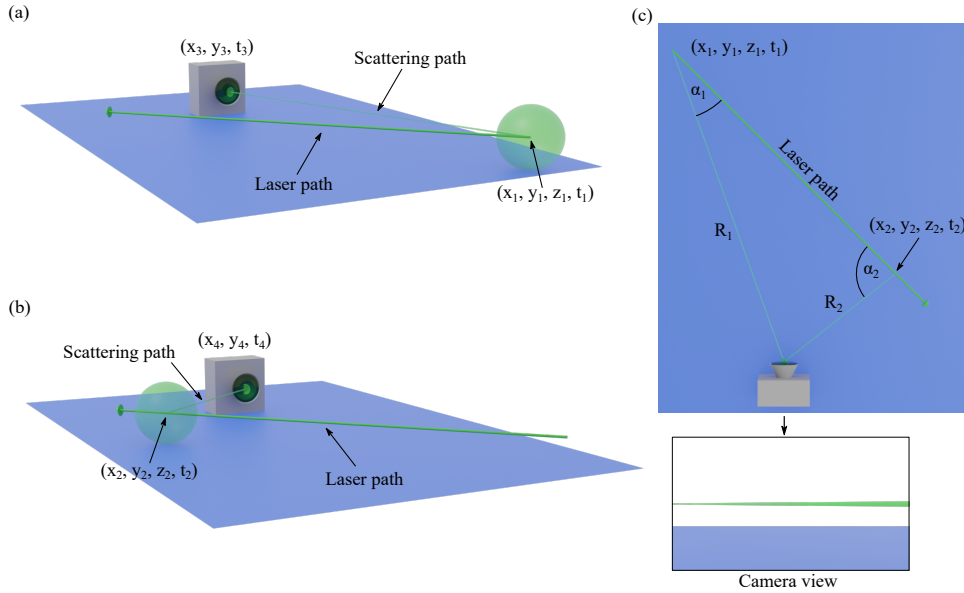 (a)
(x₃, y₃, t₃)
Scattering path
Laser path
(x₁, y₁, z₁, t₁)
(b)
(x₄, y₄, t₄)
Scattering path
(x₂, y₂, z₂, t₂)
Laser path
(c)
(x₁, y₁, z₁, t₁)
α₁
Laser path
R₁
(x₂, y₂, z₂, t₂)
α₂
R₂
Camera view